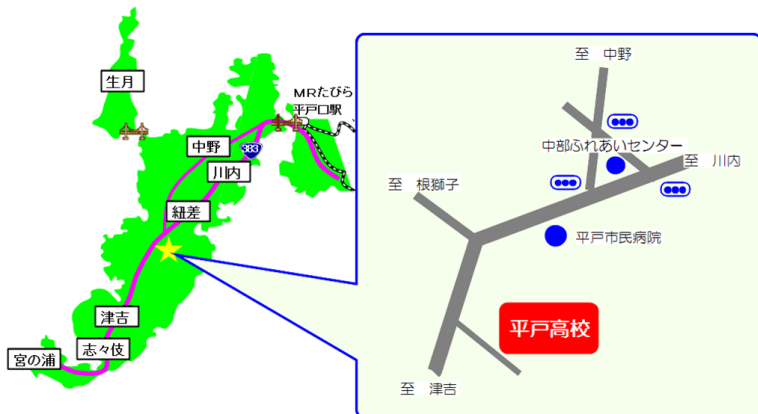 生月
MRたびら
平戸口駅
中野
383
川内
紐差
津吉
志々伎
宮の浦
至　中野
中部ふれあいセンター
至　川内
至　根獅子
平戸市民病院
平戸高校
至　津吉